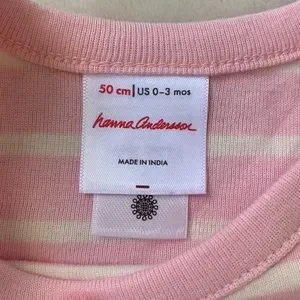 50 cm | US 0-3 mos
hanna andersson
MADE IN INDIA